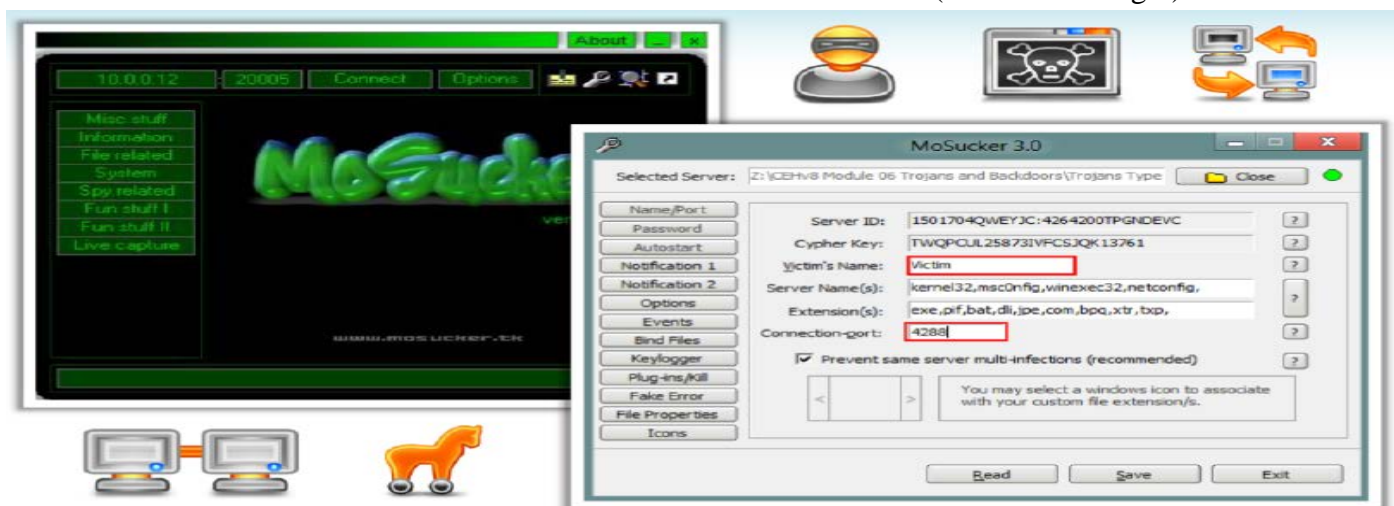 About
10.0.0.12 : 20005 Connect Options
Misc stuff
Information
File related
System
Spy related
Fun stuff I
Fun stuff II
Live capture
MoSuck
ver
www.mosucker.tk
MoSucker 3.0
Selected Server: Z:\CEHv8 Module 06 Trojans and Backdoors\Trojans Type Close
Name/Port
Password
Autostart
Notification 1
Notification 2
Options
Events
Bind Files
Keylogger
Plug-ins/Kill
Fake Error
File Properties
Icons
Server ID: 1501704QWEYJC:4264200TPGNDEVC ?
Cypher Key: TWQPCUL25873IVFCSJQK13761 ?
Victim's Name: Victim ?
Server Name(s): kernel32,msc0nfig,winexec32,netconfig,
Extension(s): exe,pif,bat,dli,jpe,com,bpq,xtr,txp,
?
Connection-port: 4288 ?
Prevent same server multi-infections (recommended) ?
< >
You may select a windows icon to associate
with your custom file extension/s.
Read Save Exit